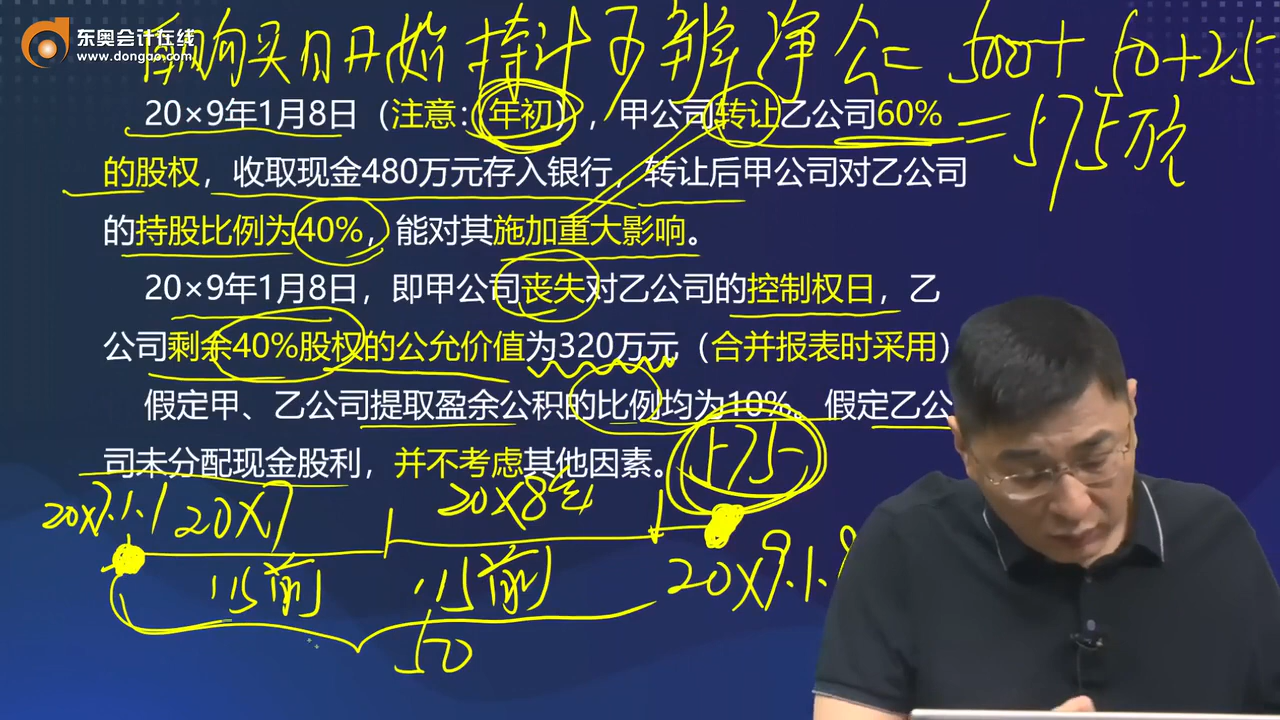 东奥会计在线
www.dongao.com
自购买日开始持计可辨净公= 500+50+25
=575万元
20×9年1月8日（注意：年初），甲公司转让乙公司60%
的股权，收取现金480万元存入银行，转让后甲公司对乙公司
的持股比例为40%，能对其施加重大影响。
20×9年1月8日，即甲公司丧失对乙公司的控制权日，乙
公司剩余40%股权的公允价值为320万元（合并报表时采用）
假定甲、乙公司提取盈余公积的比例均为10%。假定乙公
司未分配现金股利，并不考虑其他因素。
575
20×7.1.1 20×7 20×8年
20×9.1.8
115前 115前
50